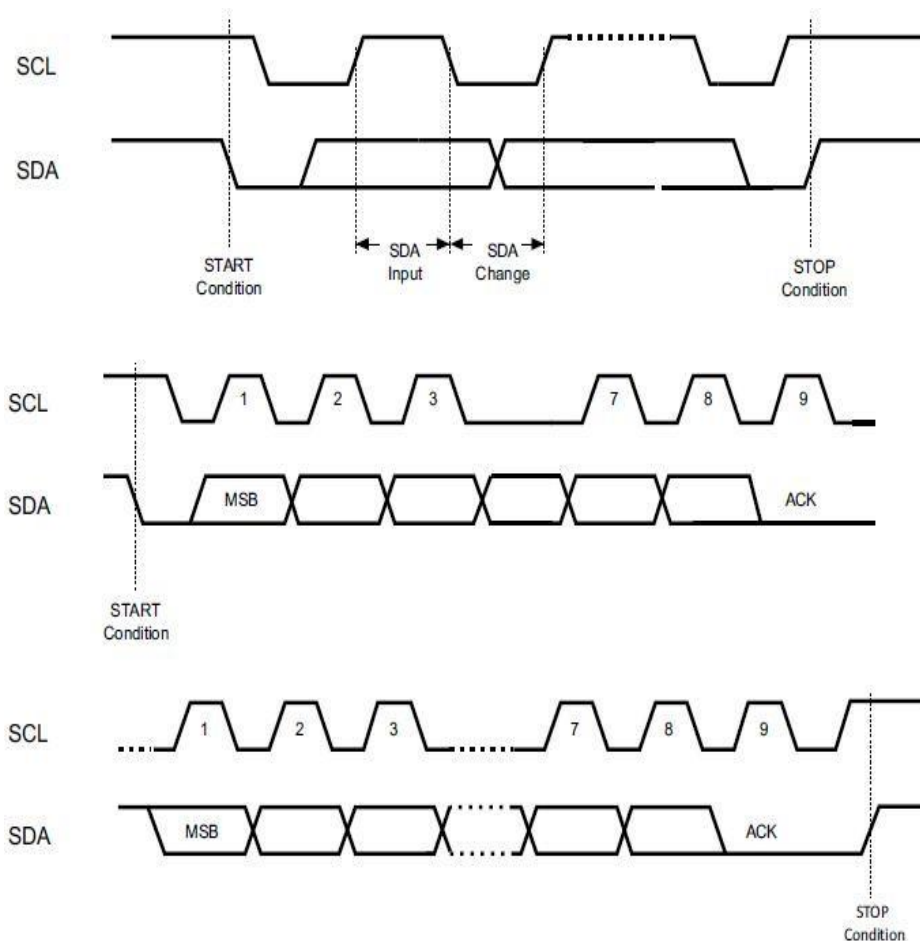 SCL
SDA
START
Condition
SDA
Input
SDA
Change
STOP
Condition
SCL
1 2 3 7 8 9
SDA
MSB ACK
START
Condition
SCL
1 2 3 7 8 9
SDA
MSB ACK
STOP
Condition